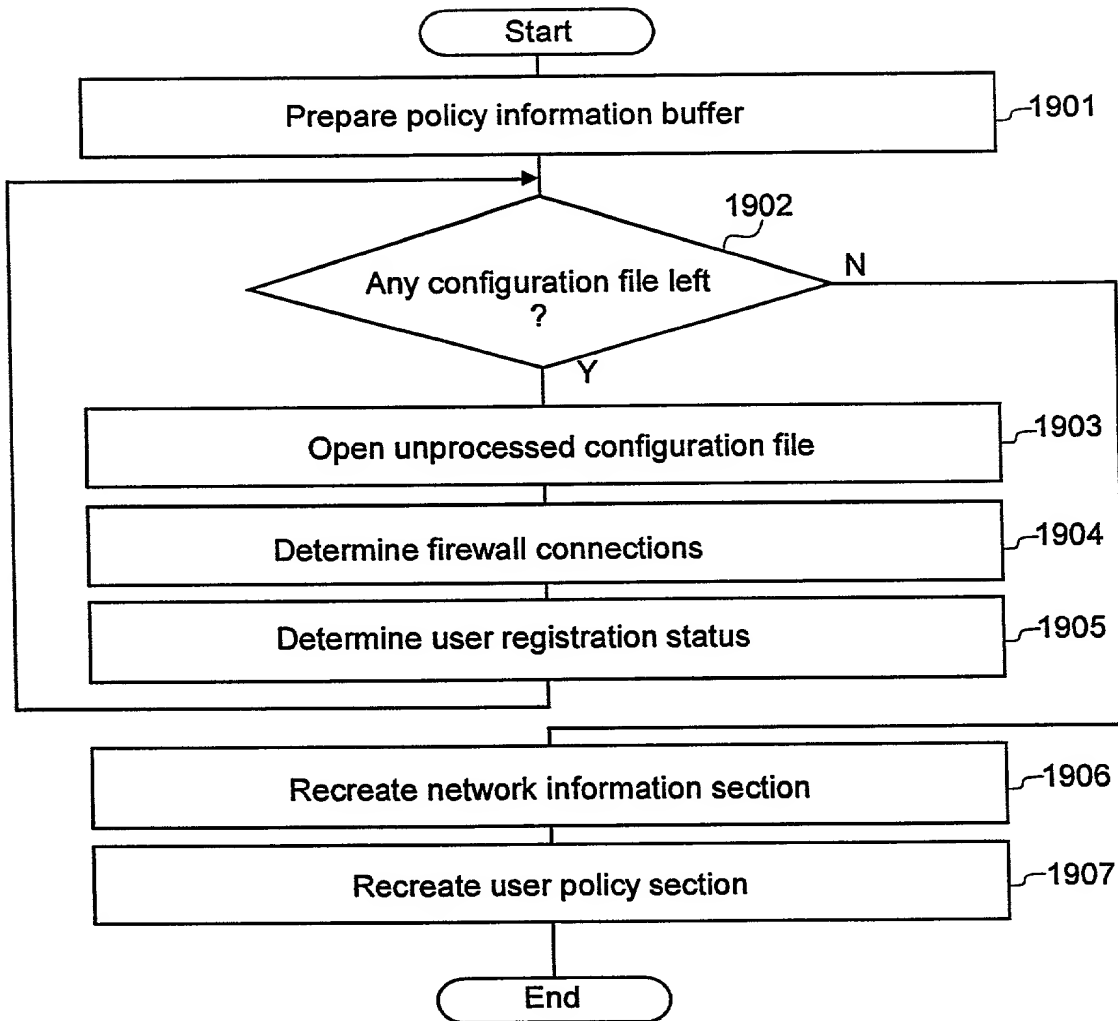 Start
Prepare policy information buffer
1901
1902
Any configuration file left
?
N
Y
Open unprocessed configuration file
1903
Determine firewall connections
1904
Determine user registration status
1905
Recreate network information section
1906
Recreate user policy section
1907
End